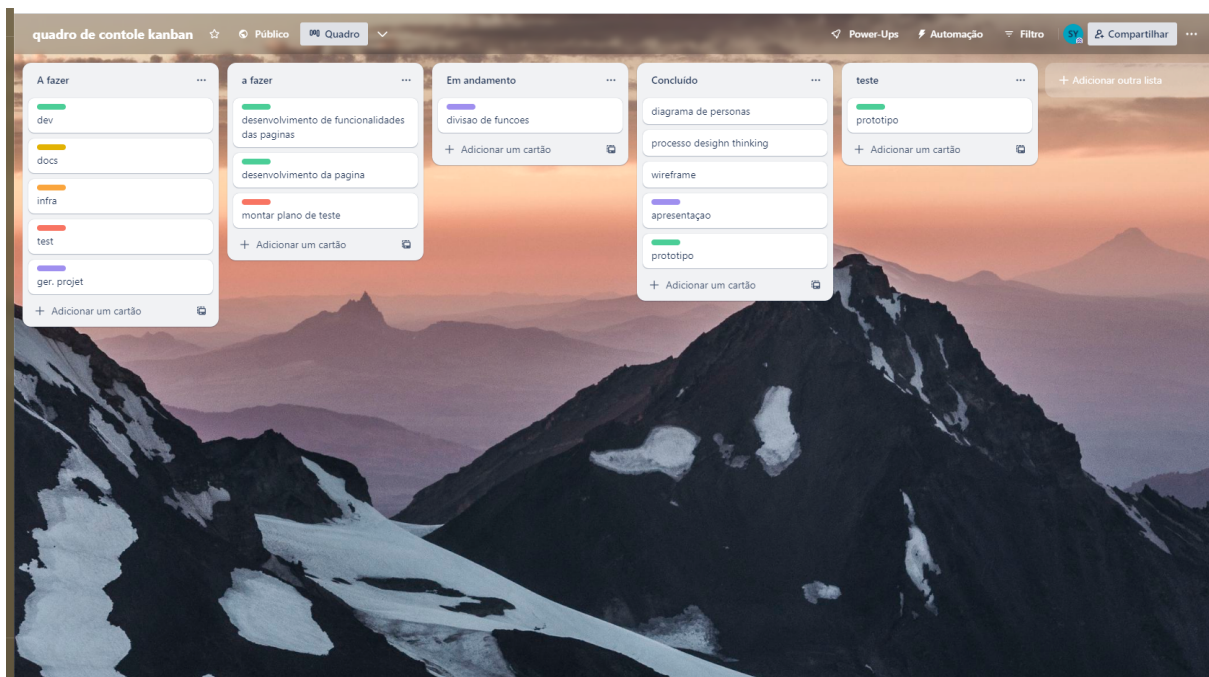 quadro de contole kanban
Público
Quadro
Power-Ups
Automação
Filtro
SY
Compartilhar
A fazer
dev
docs
infra
test
ger. projet
+ Adicionar um cartão
a fazer
desenvolvimento de funcionalidades
das paginas
desenvolvimento da pagina
montar plano de teste
+ Adicionar um cartão
Em andamento
divisao de funcoes
+ Adicionar um cartão
Concluído
diagrama de personas
processo desighn thinking
wireframe
apresentaçao
prototipo
+ Adicionar um cartão
teste
prototipo
+ Adicionar um cartão
+ Adicionar outra lista